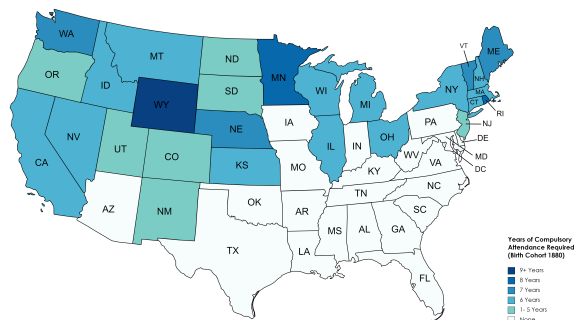 WA
MT
ND
MN
OR
ID
SD
WI
WY
MI
NY
VT
ME
NH
MA
CT
RI
NE
IA
PA
NJ
NV
UT
CO
KS
IL
IN
OH
DE
MD
DC
CA
MO
KY
WV
VA
AZ
NM
OK
AR
TN
NC
TX
LA
MS
AL
GA
SC
FL
Years of Compulsory
Attendance Required
(Birth Cohort 1880)
9+ Years
8 Years
7 Years
6 Years
1- 5 Years
None